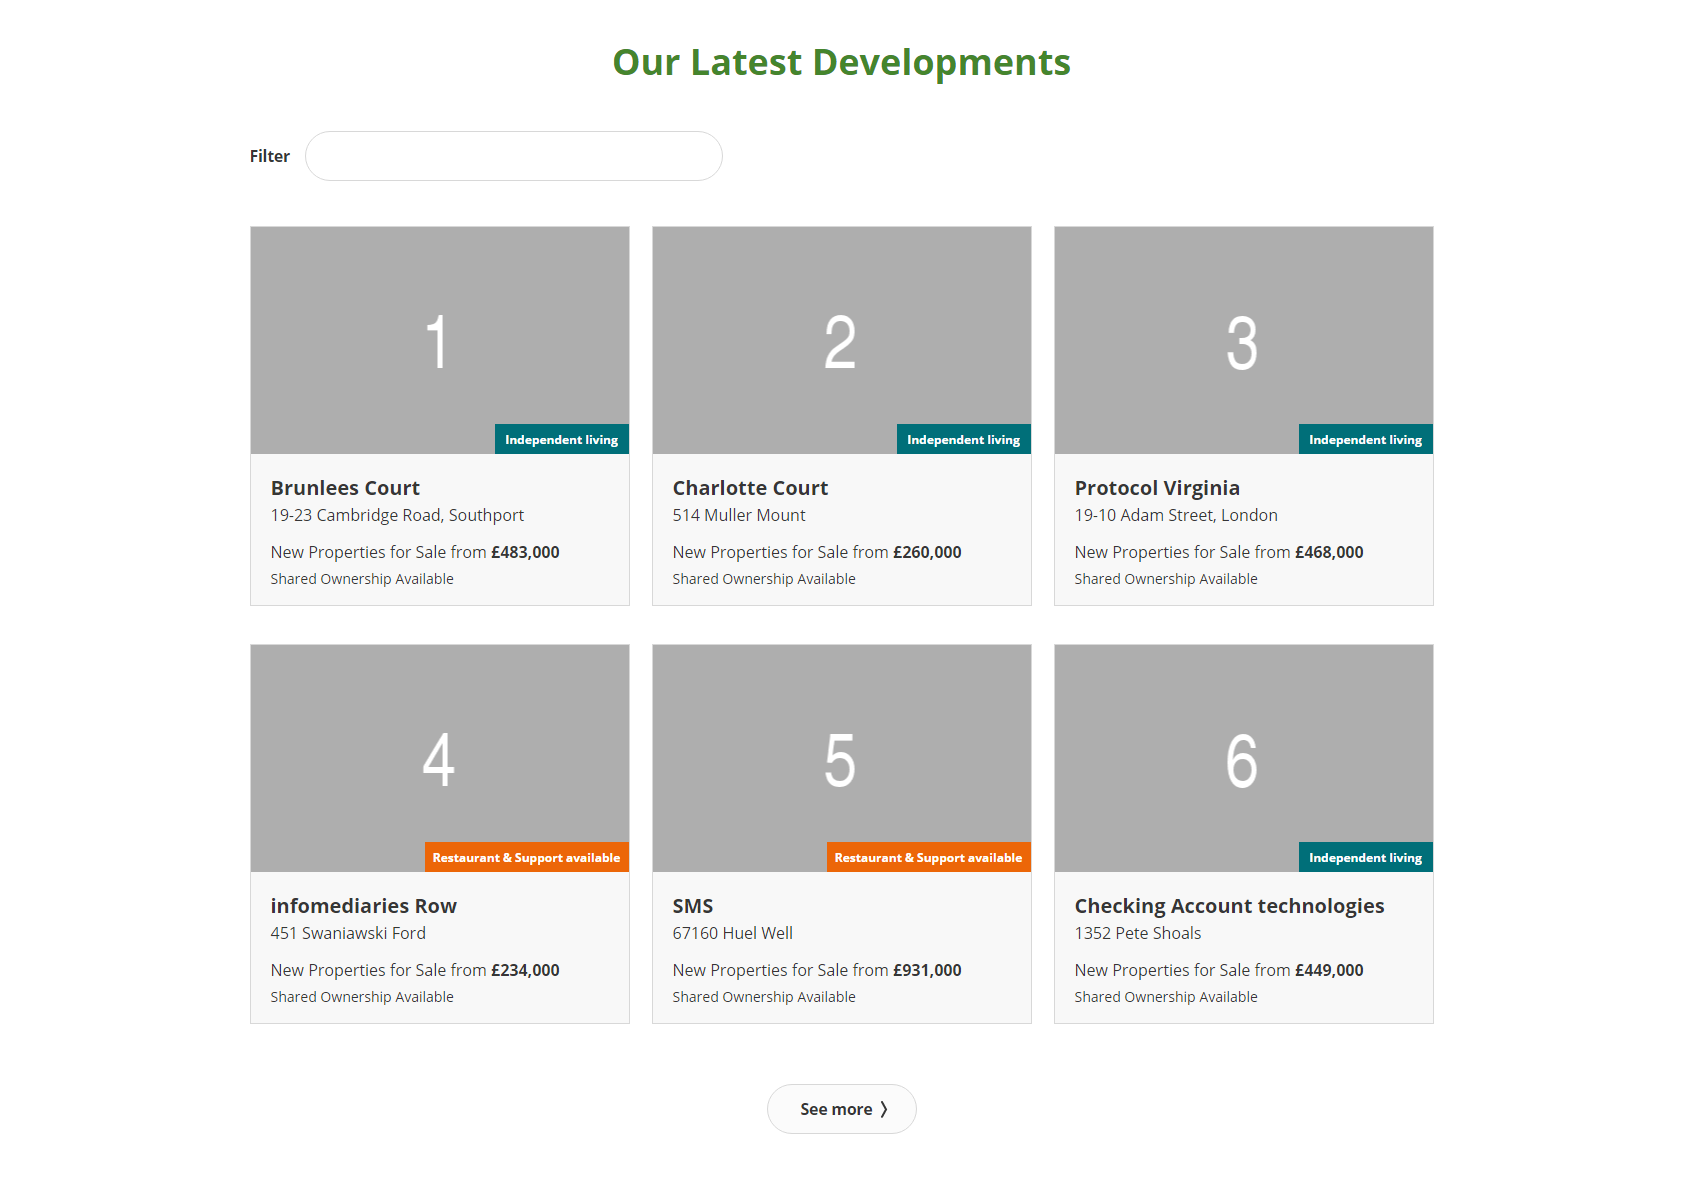 Our Latest Developments
Filter
1
Independent living
Brunlees Court
19-23 Cambridge Road, Southport
New Properties for Sale from £483,000
Shared Ownership Available
2
Independent living
Charlotte Court
514 Muller Mount
New Properties for Sale from £260,000
Shared Ownership Available
3
Independent living
Protocol Virginia
19-10 Adam Street, London
New Properties for Sale from £468,000
Shared Ownership Available
4
Restaurant & Support available
infomediaries Row
451 Swaniawski Ford
New Properties for Sale from £234,000
Shared Ownership Available
5
Restaurant & Support available
SMS
67160 Huel Well
New Properties for Sale from £931,000
Shared Ownership Available
6
Independent living
Checking Account technologies
1352 Pete Shoals
New Properties for Sale from £449,000
Shared Ownership Available
See more